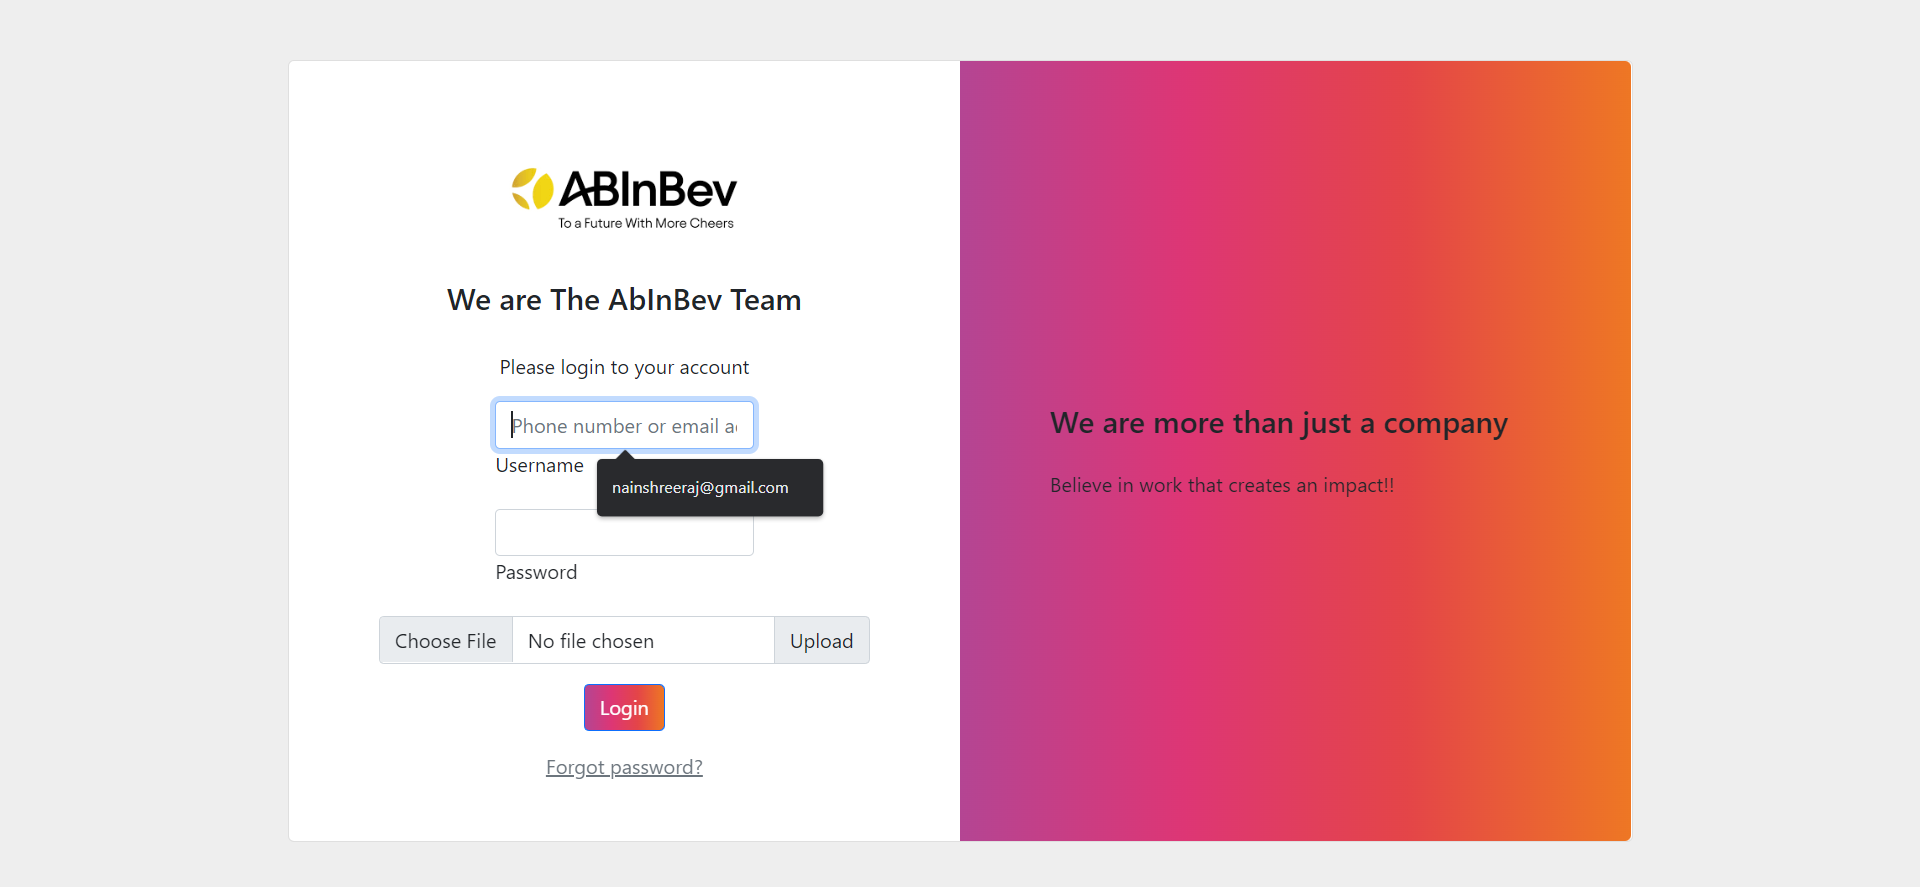 ABInBev
To a Future With More Cheers
We are The AbInBev Team
Please login to your account
Phone number or email a
Username
nainshreeraj@gmail.com
Password
Choose File No file chosen Upload
Login
Forgot password?
We are more than just a company
Believe in work that creates an impact!!